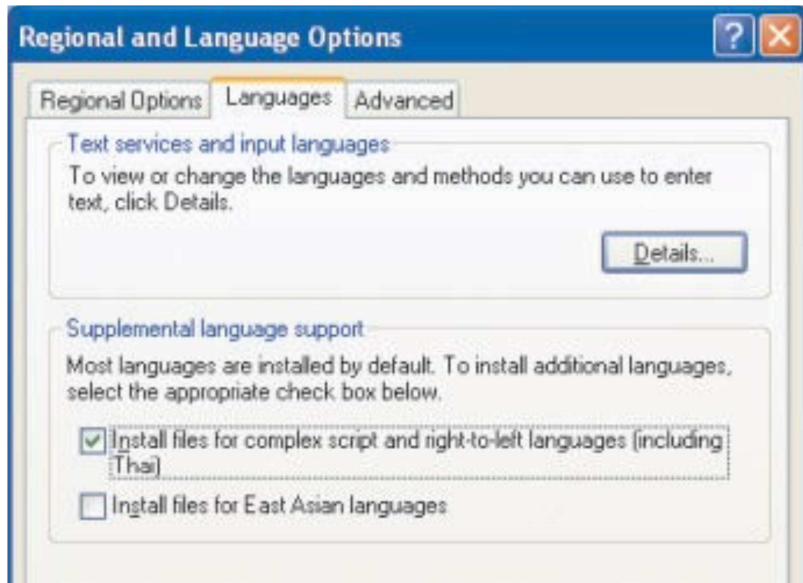 Regional and Language Options
Regional Options Languages Advanced
Text services and input languages
To view or change the languages and methods you can use to enter
text, click Details.
Details...
Supplemental language support
Most languages are installed by default. To install additional languages,
select the appropriate check box below.
Install files for complex script and right-to-left languages (including
Thai)
Install files for East Asian languages